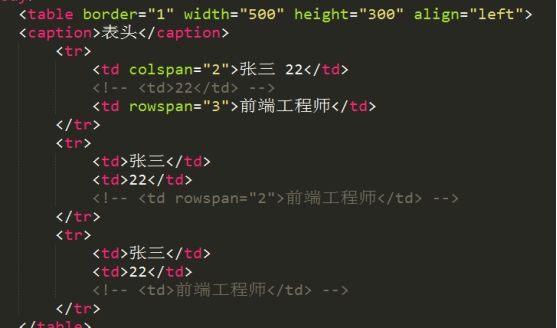 <table border="1" width="500" height="300" align="left">
<caption>表头</caption>
<tr>
<td colspan="2">张三 22</td>
<!-- <td>22</td> -->
<td rowspan="3">前端工程师</td>
</tr>
<tr>
<td>张三</td>
<td>22</td>
<!-- <td rowspan="2">前端工程师</td> -->
</tr>
<tr>
<td>张三</td>
<td>22</td>
<!-- <td>前端工程师</td> -->
</tr>
</table>